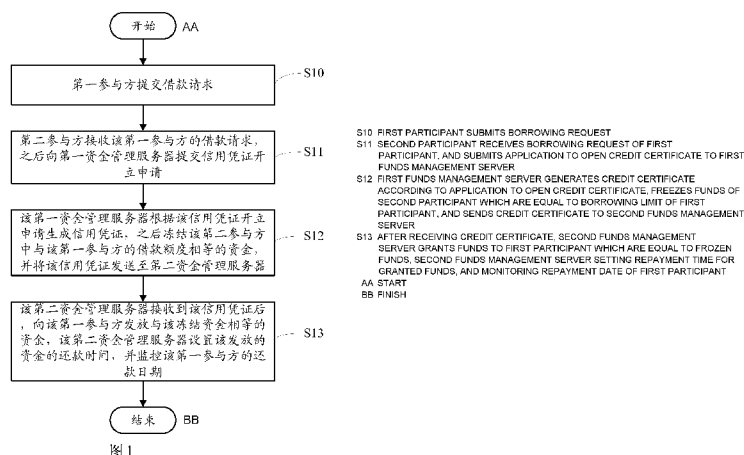 开始
AA
第一参与方提交借款请求
S10
第二参与方接收该第一参与方的借款请求,
之后向第一资金管理服务器提交信用凭证开
立申请
S11
该第一资金管理服务器根据该信用凭证开立
申请生成信用凭证, 之后冻结该第二参与方
中与该第一参与方的借款额度相等的资金,
并将该信用凭证发送至第二资金管理服务器
S12
该第二资金管理服务器接收到该信用凭证后
, 向该第一参与方发放与该冻结资金相等的
资金, 该第二资金管理服务器设置该发放的
资金的还款时间, 并监控该第一参与方的还
款日期
S13
结束
BB
图1
S10 FIRST PARTICIPANT SUBMITS BORROWING REQUEST
S11 SECOND PARTICIPANT RECEIVES BORROWING REQUEST OF FIRST
PARTICIPANT, AND SUBMITS APPLICATION TO OPEN CREDIT CERTIFICATE TO FIRST
FUNDS MANAGEMENT SERVER
S12 FIRST FUNDS MANAGEMENT SERVER GENERATES CREDIT CERTIFICATE
ACCORDING TO APPLICATION TO OPEN CREDIT CERTIFICATE, FREEZES FUNDS OF
SECOND PARTICIPANT WHICH ARE EQUAL TO BORROWING LIMIT OF FIRST
PARTICIPANT, AND SENDS CREDIT CERTIFICATE TO SECOND FUNDS MANAGEMENT
SERVER
S13 AFTER RECEIVING CREDIT CERTIFICATE, SECOND FUNDS MANAGEMENT
SERVER GRANTS FUNDS TO FIRST PARTICIPANT WHICH ARE EQUAL TO FROZEN
FUNDS, SECOND FUNDS MANAGEMENT SERVER SETTING REPAYMENT TIME FOR
GRANTED FUNDS, AND MONITORING REPAYMENT DATE OF FIRST PARTICIPANT
AA START
BB FINISH